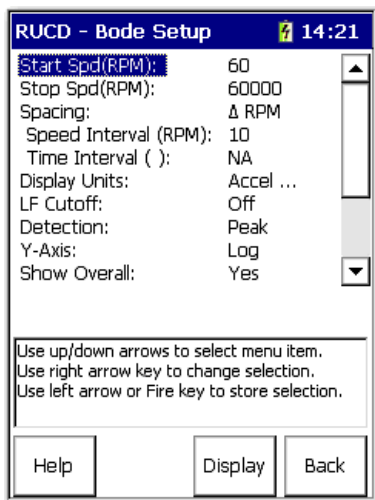 RUCD - Bode Setup 14:21
Start Spd(RPM): 60
Stop Spd(RPM): 60000
Spacing: Δ RPM
Speed Interval (RPM): 10
Time Interval ( ): NA
Display Units: Accel ...
LF Cutoff: Off
Detection: Peak
Y-Axis: Log
Show Overall: Yes
Use up/down arrows to select menu item.
Use right arrow key to change selection.
Use left arrow or Fire key to store selection.
Help Display Back